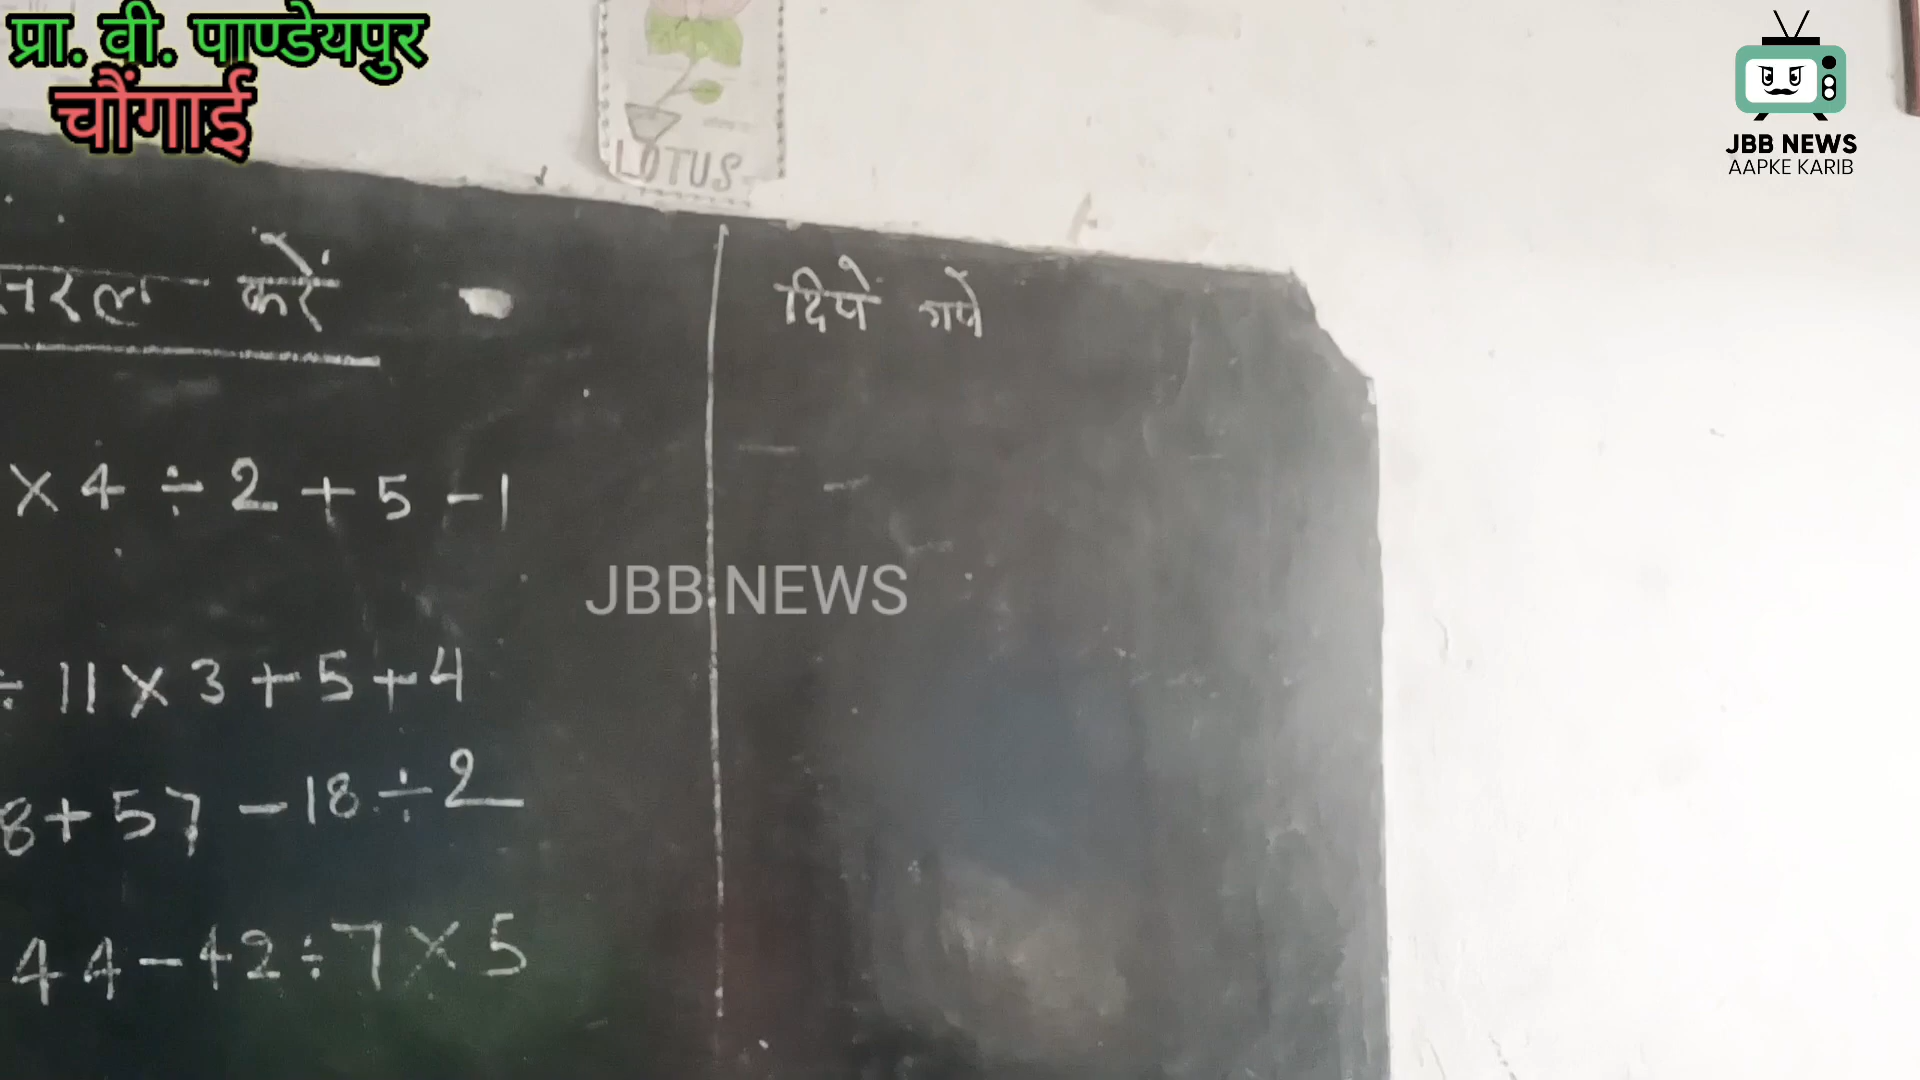 प्रा. वी. पाण्डेयपुर
चौंगाई
JBB NEWS
AAPKE KARIB
LOTUS
सरल करें
दिये गये
× 4 ÷ 2 + 5 - 1
JBB NEWS
÷ 11 × 3 + 5 + 4
8 + 57 - 18 ÷ 2
44 - 42 ÷ 7 × 5